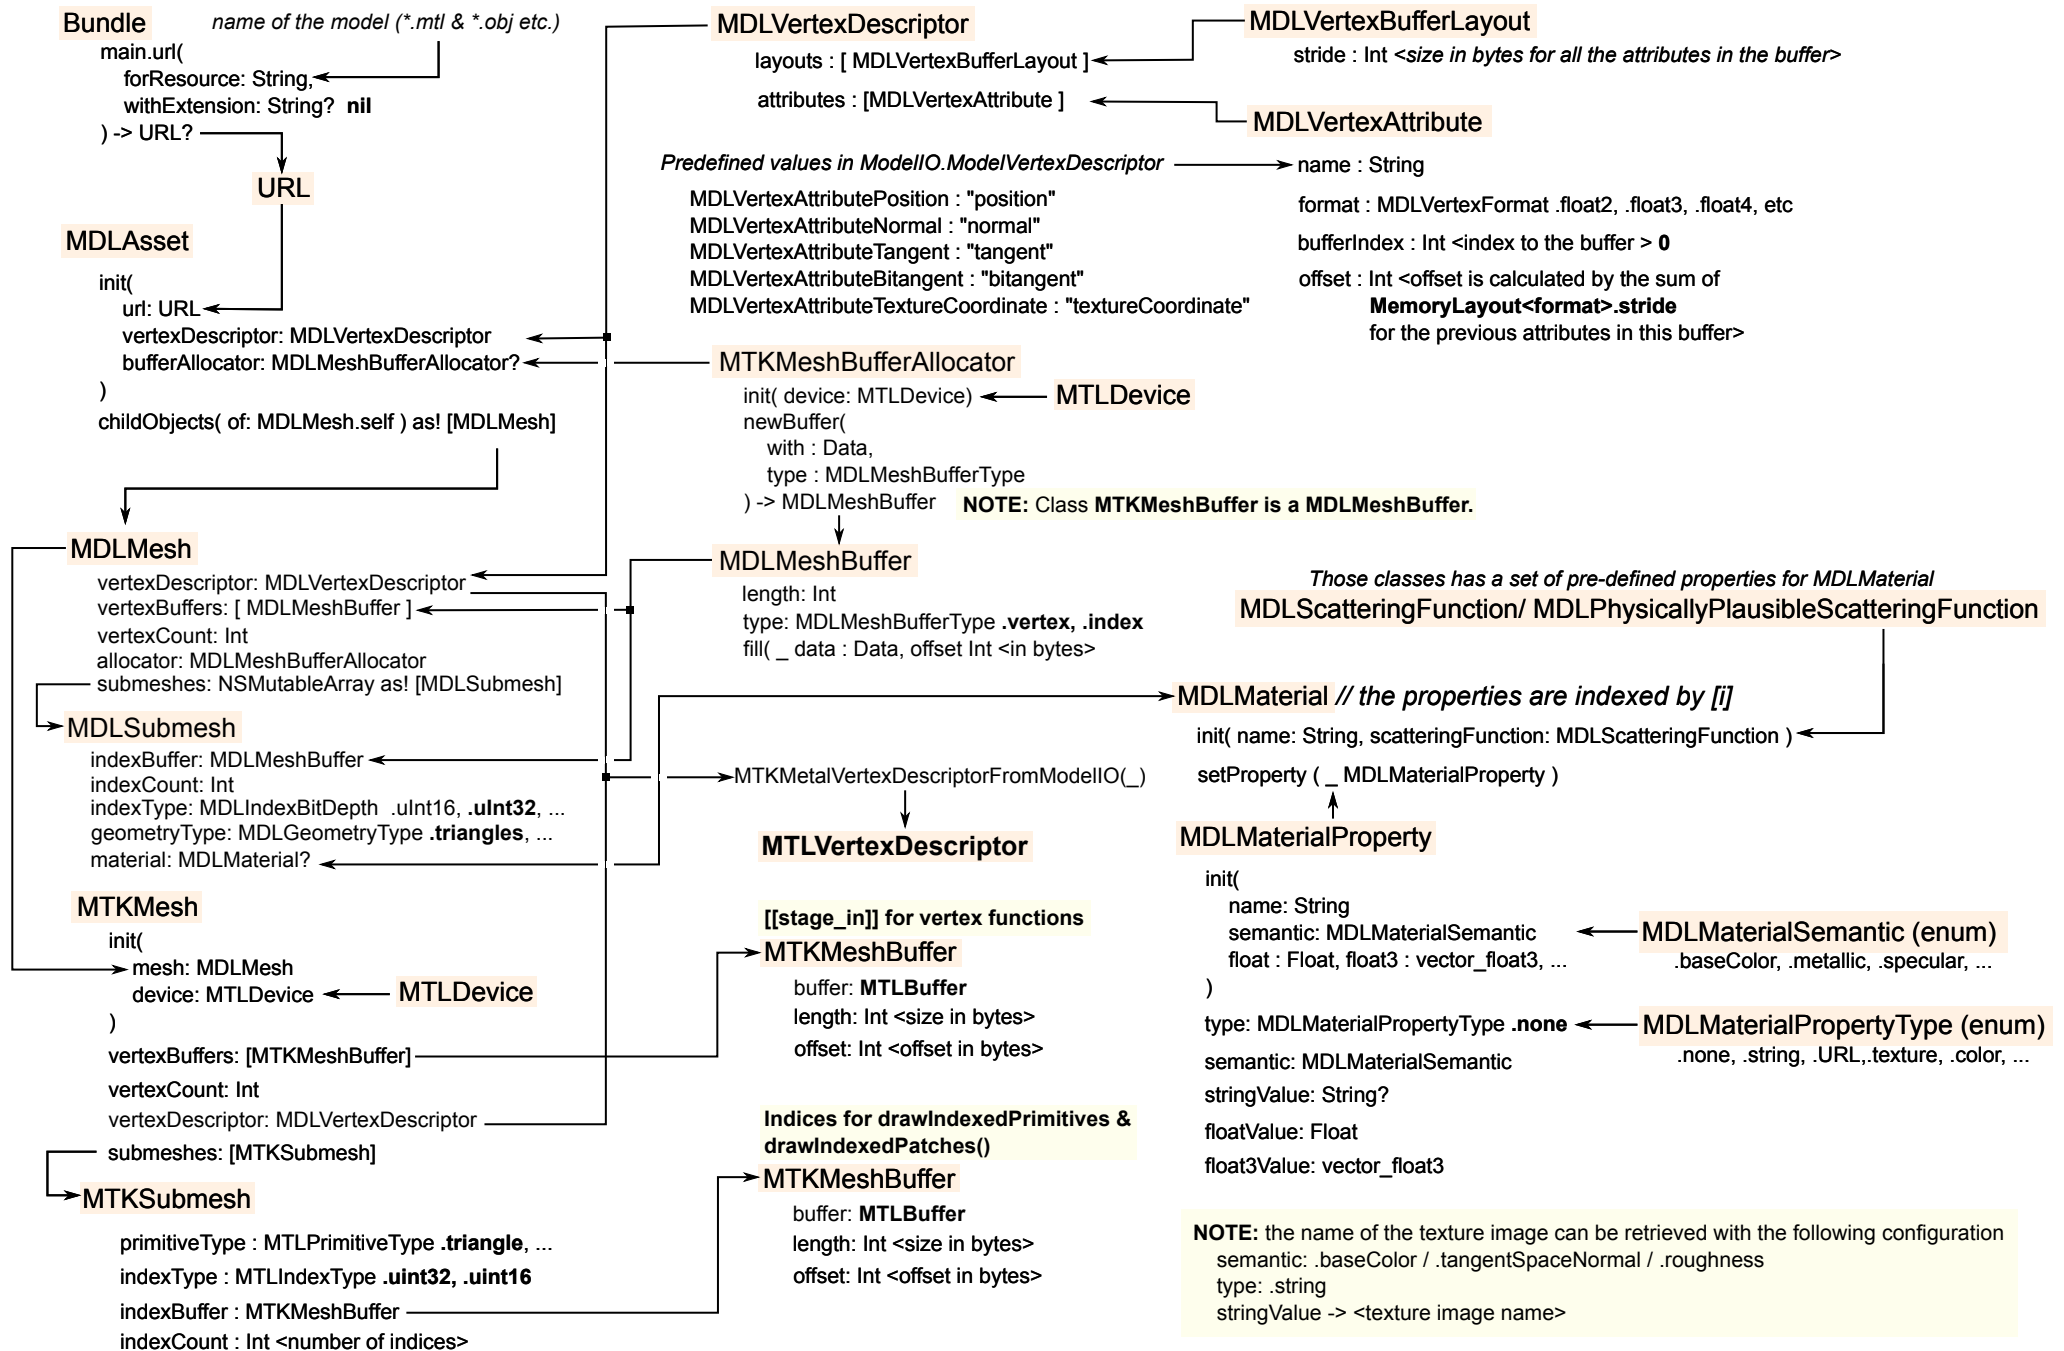 Bundle
name of the model (*.mtl & *.obj etc.)
main.url(
forResource: String,
withExtension: String?  nil
) -> URL?
URL
MDLAsset
init(
url: URL
vertexDescriptor: MDLVertexDescriptor
bufferAllocator: MDLMeshBufferAllocator?
)
childObjects( of: MDLMesh.self ) as! [MDLMesh]
MDLMesh
vertexDescriptor: MDLVertexDescriptor
vertexBuffers: [ MDLMeshBuffer ]
vertexCount: Int
allocator: MDLMeshBufferAllocator
submeshes: NSMutableArray as! [MDLSubmesh]
MDLSubmesh
indexBuffer: MDLMeshBuffer
indexCount: Int
indexType: MDLIndexBitDepth  .uInt16, .uInt32, ...
geometryType: MDLGeometryType .triangles, ...
material: MDLMaterial?
MTKMesh
init(
mesh: MDLMesh
device: MTLDevice
MTLDevice
)
vertexBuffers: [MTKMeshBuffer]
vertexCount: Int
vertexDescriptor: MDLVertexDescriptor
submeshes: [MTKSubmesh]
MTKSubmesh
primitiveType : MTLPrimitiveType .triangle, ...
indexType : MTLIndexType .uint32, .uint16
indexBuffer : MTKMeshBuffer
indexCount : Int <number of indices>
MDLVertexDescriptor
layouts : [ MDLVertexBufferLayout ]
attributes : [MDLVertexAttribute ]
Predefined values in ModelIO.ModelVertexDescriptor
MDLVertexAttributePosition : "position"
MDLVertexAttributeNormal : "normal"
MDLVertexAttributeTangent : "tangent"
MDLVertexAttributeBitangent : "bitangent"
MDLVertexAttributeTextureCoordinate : "textureCoordinate"
MTKMeshBufferAllocator
init( device: MTLDevice)
MTLDevice
newBuffer(
with : Data,
type : MDLMeshBufferType
) -> MDLMeshBuffer
NOTE: Class MTKMeshBuffer is a MDLMeshBuffer.
MDLMeshBuffer
length: Int
type: MDLMeshBufferType .vertex, .index
fill( _ data : Data, offset Int <in bytes>
MTKMetalVertexDescriptorFromModelIO(_)
MTLVertexDescriptor
[[stage_in]] for vertex functions
MTKMeshBuffer
buffer: MTLBuffer
length: Int <size in bytes>
offset: Int <offset in bytes>
Indices for drawIndexedPrimitives &
drawIndexedPatches()
MTKMeshBuffer
buffer: MTLBuffer
length: Int <size in bytes>
offset: Int <offset in bytes>
MDLVertexBufferLayout
stride : Int <size in bytes for all the attributes in the buffer>
MDLVertexAttribute
name : String
format : MDLVertexFormat .float2, .float3, .float4, etc
bufferIndex : Int <index to the buffer > 0
offset : Int <offset is calculated by the sum of
MemoryLayout<format>.stride
for the previous attributes in this buffer>
Those classes has a set of pre-defined properties for MDLMaterial
MDLScatteringFunction/ MDLPhysicallyPlausibleScatteringFunction
MDLMaterial // the properties are indexed by [i]
init( name: String, scatteringFunction: MDLScatteringFunction )
setProperty ( _ MDLMaterialProperty )
MDLMaterialProperty
init(
name: String
semantic: MDLMaterialSemantic
float : Float, float3 : vector_float3, ...
)
MDLMaterialSemantic (enum)
.baseColor, .metallic, .specular, ...
type: MDLMaterialPropertyType .none
MDLMaterialPropertyType (enum)
.none, .string, .URL,.texture, .color, ...
semantic: MDLMaterialSemantic
stringValue: String?
floatValue: Float
float3Value: vector_float3
NOTE: the name of the texture image can be retrieved with the following configuration
semantic: .baseColor / .tangentSpaceNormal / .roughness
type: .string
stringValue -> <texture image name>